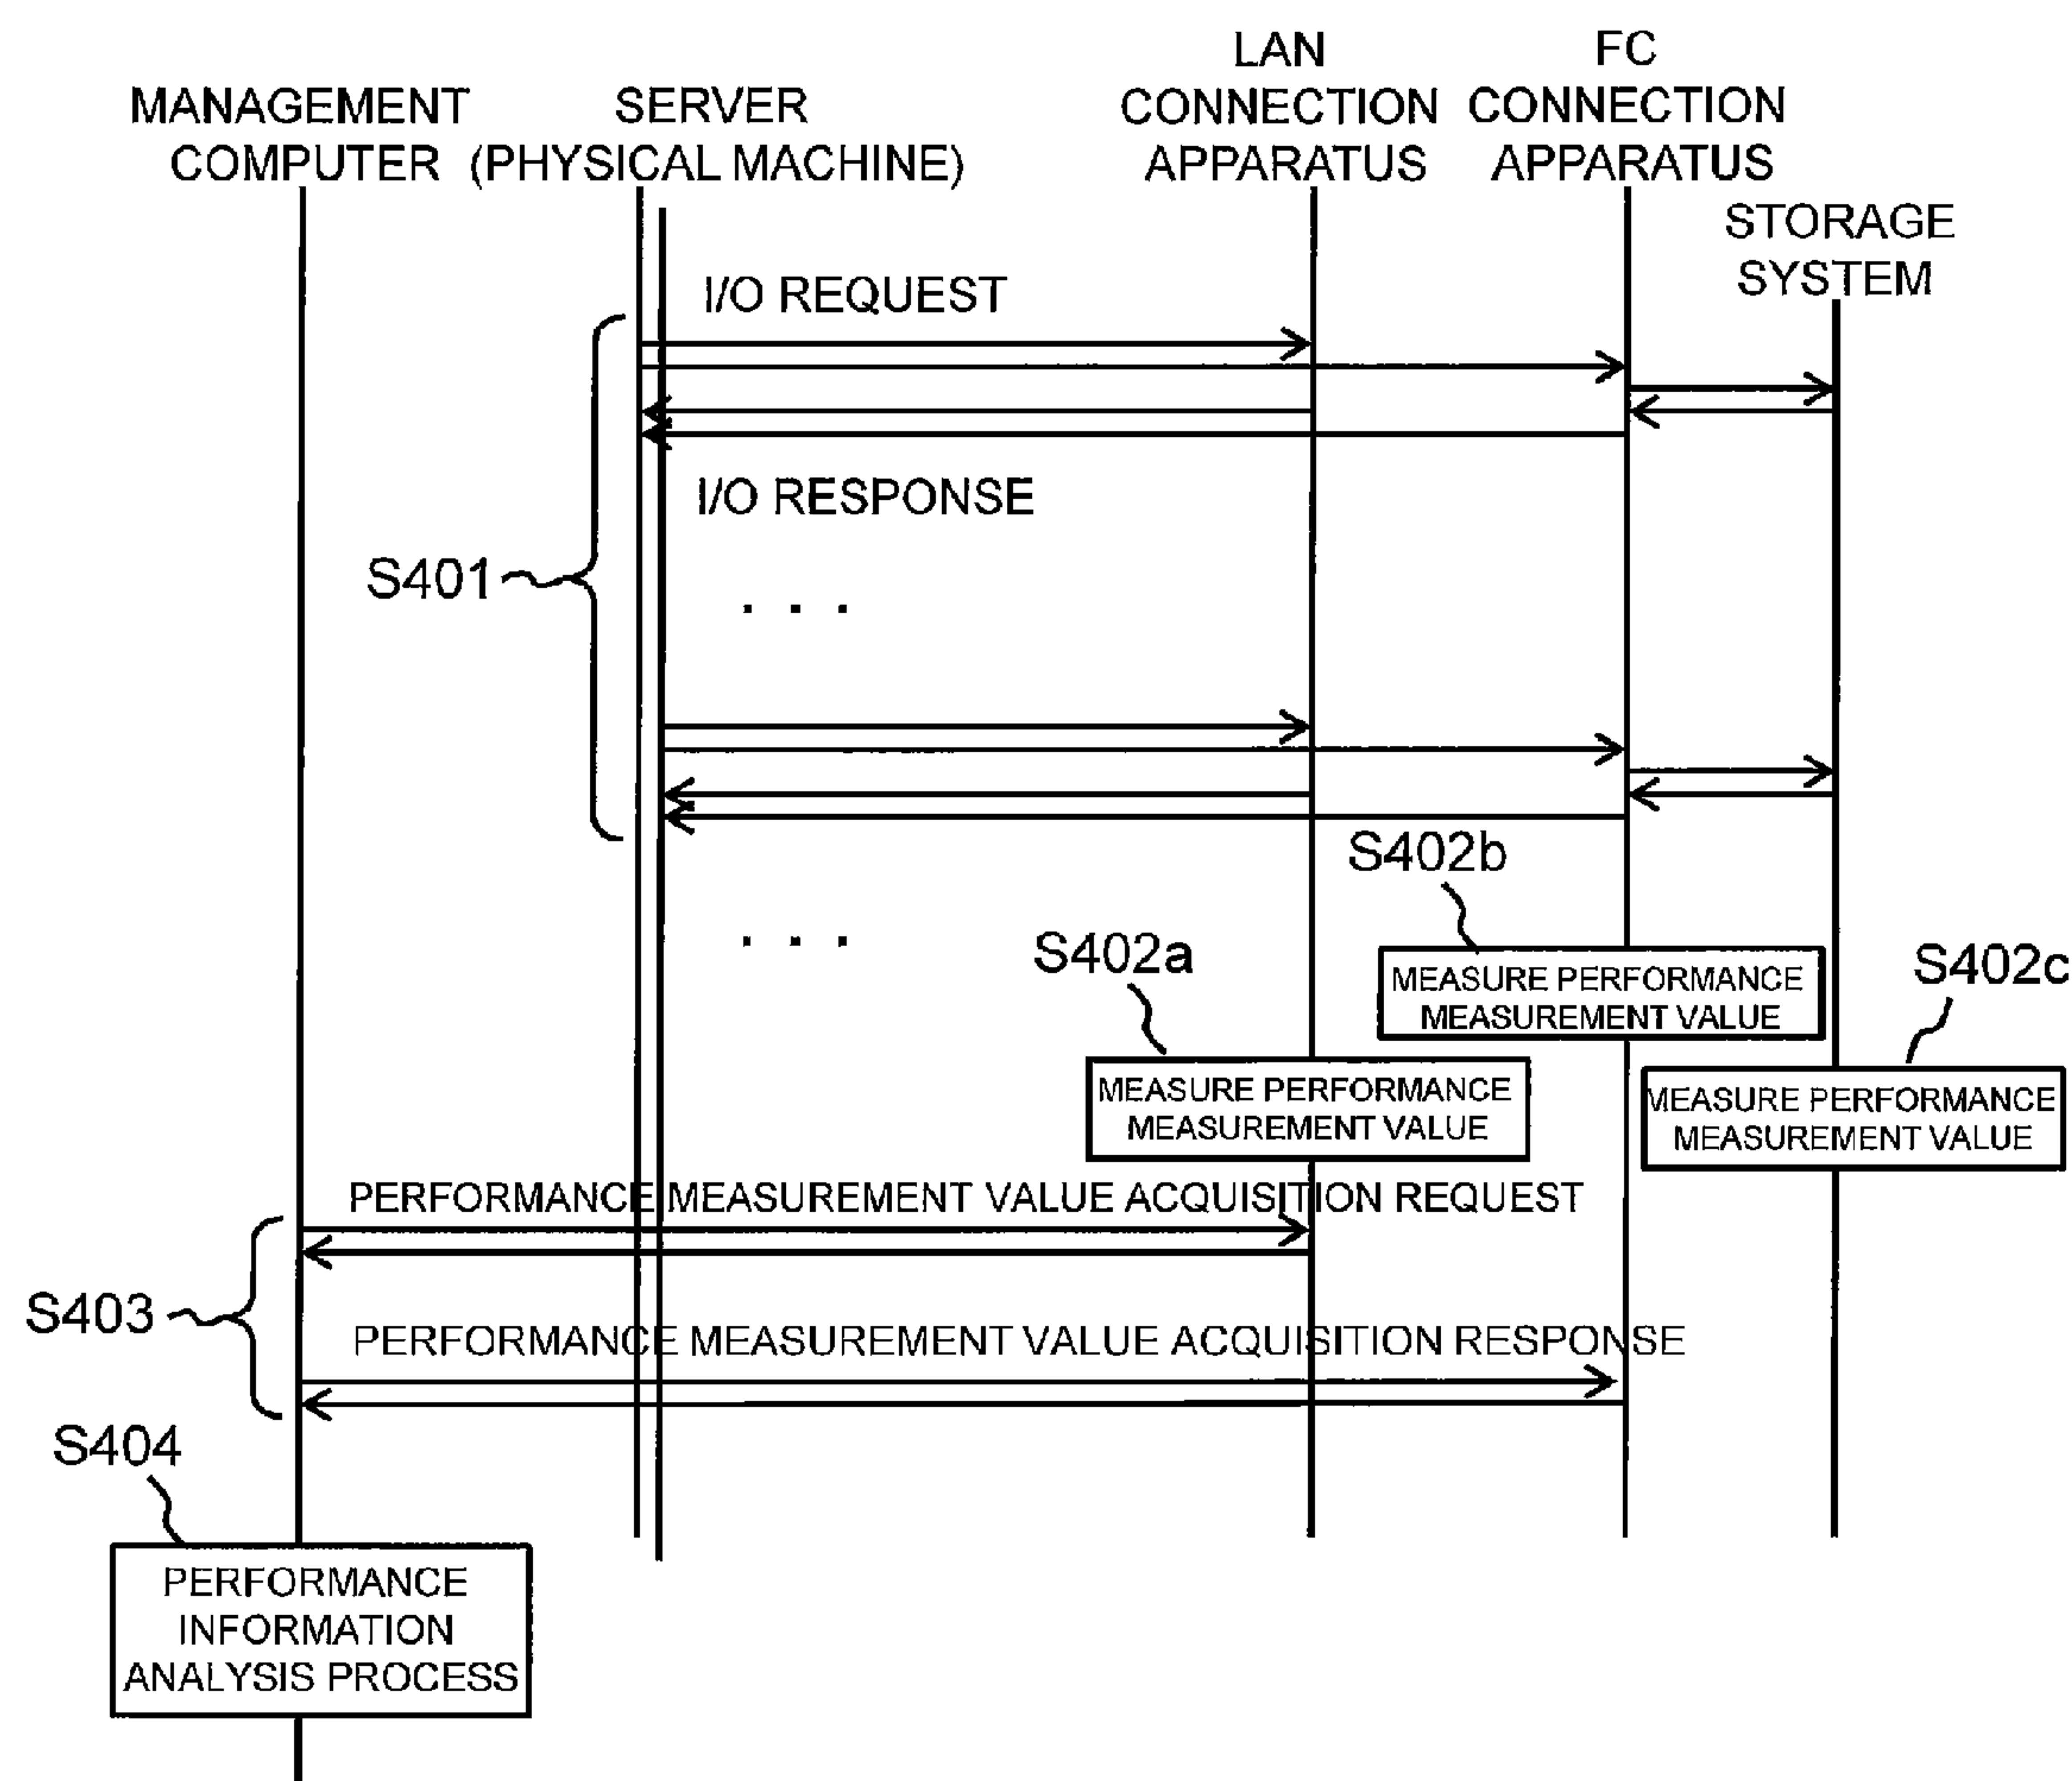 MANAGEMENT
COMPUTER
SERVER
(PHYSICAL MACHINE)
LAN
CONNECTION
APPARATUS
FC
CONNECTION
APPARATUS
STORAGE
SYSTEM
I/O REQUEST
I/O RESPONSE
S401
. . .
S402b
. . .
S402a
S402c
MEASURE PERFORMANCE
MEASUREMENT VALUE
MEASURE PERFORMANCE
MEASUREMENT VALUE
MEASURE PERFORMANCE
MEASUREMENT VALUE
PERFORMANCE MEASUREMENT VALUE ACQUISITION REQUEST
S403
PERFORMANCE MEASUREMENT VALUE ACQUISITION RESPONSE
S404
PERFORMANCE
INFORMATION
ANALYSIS PROCESS